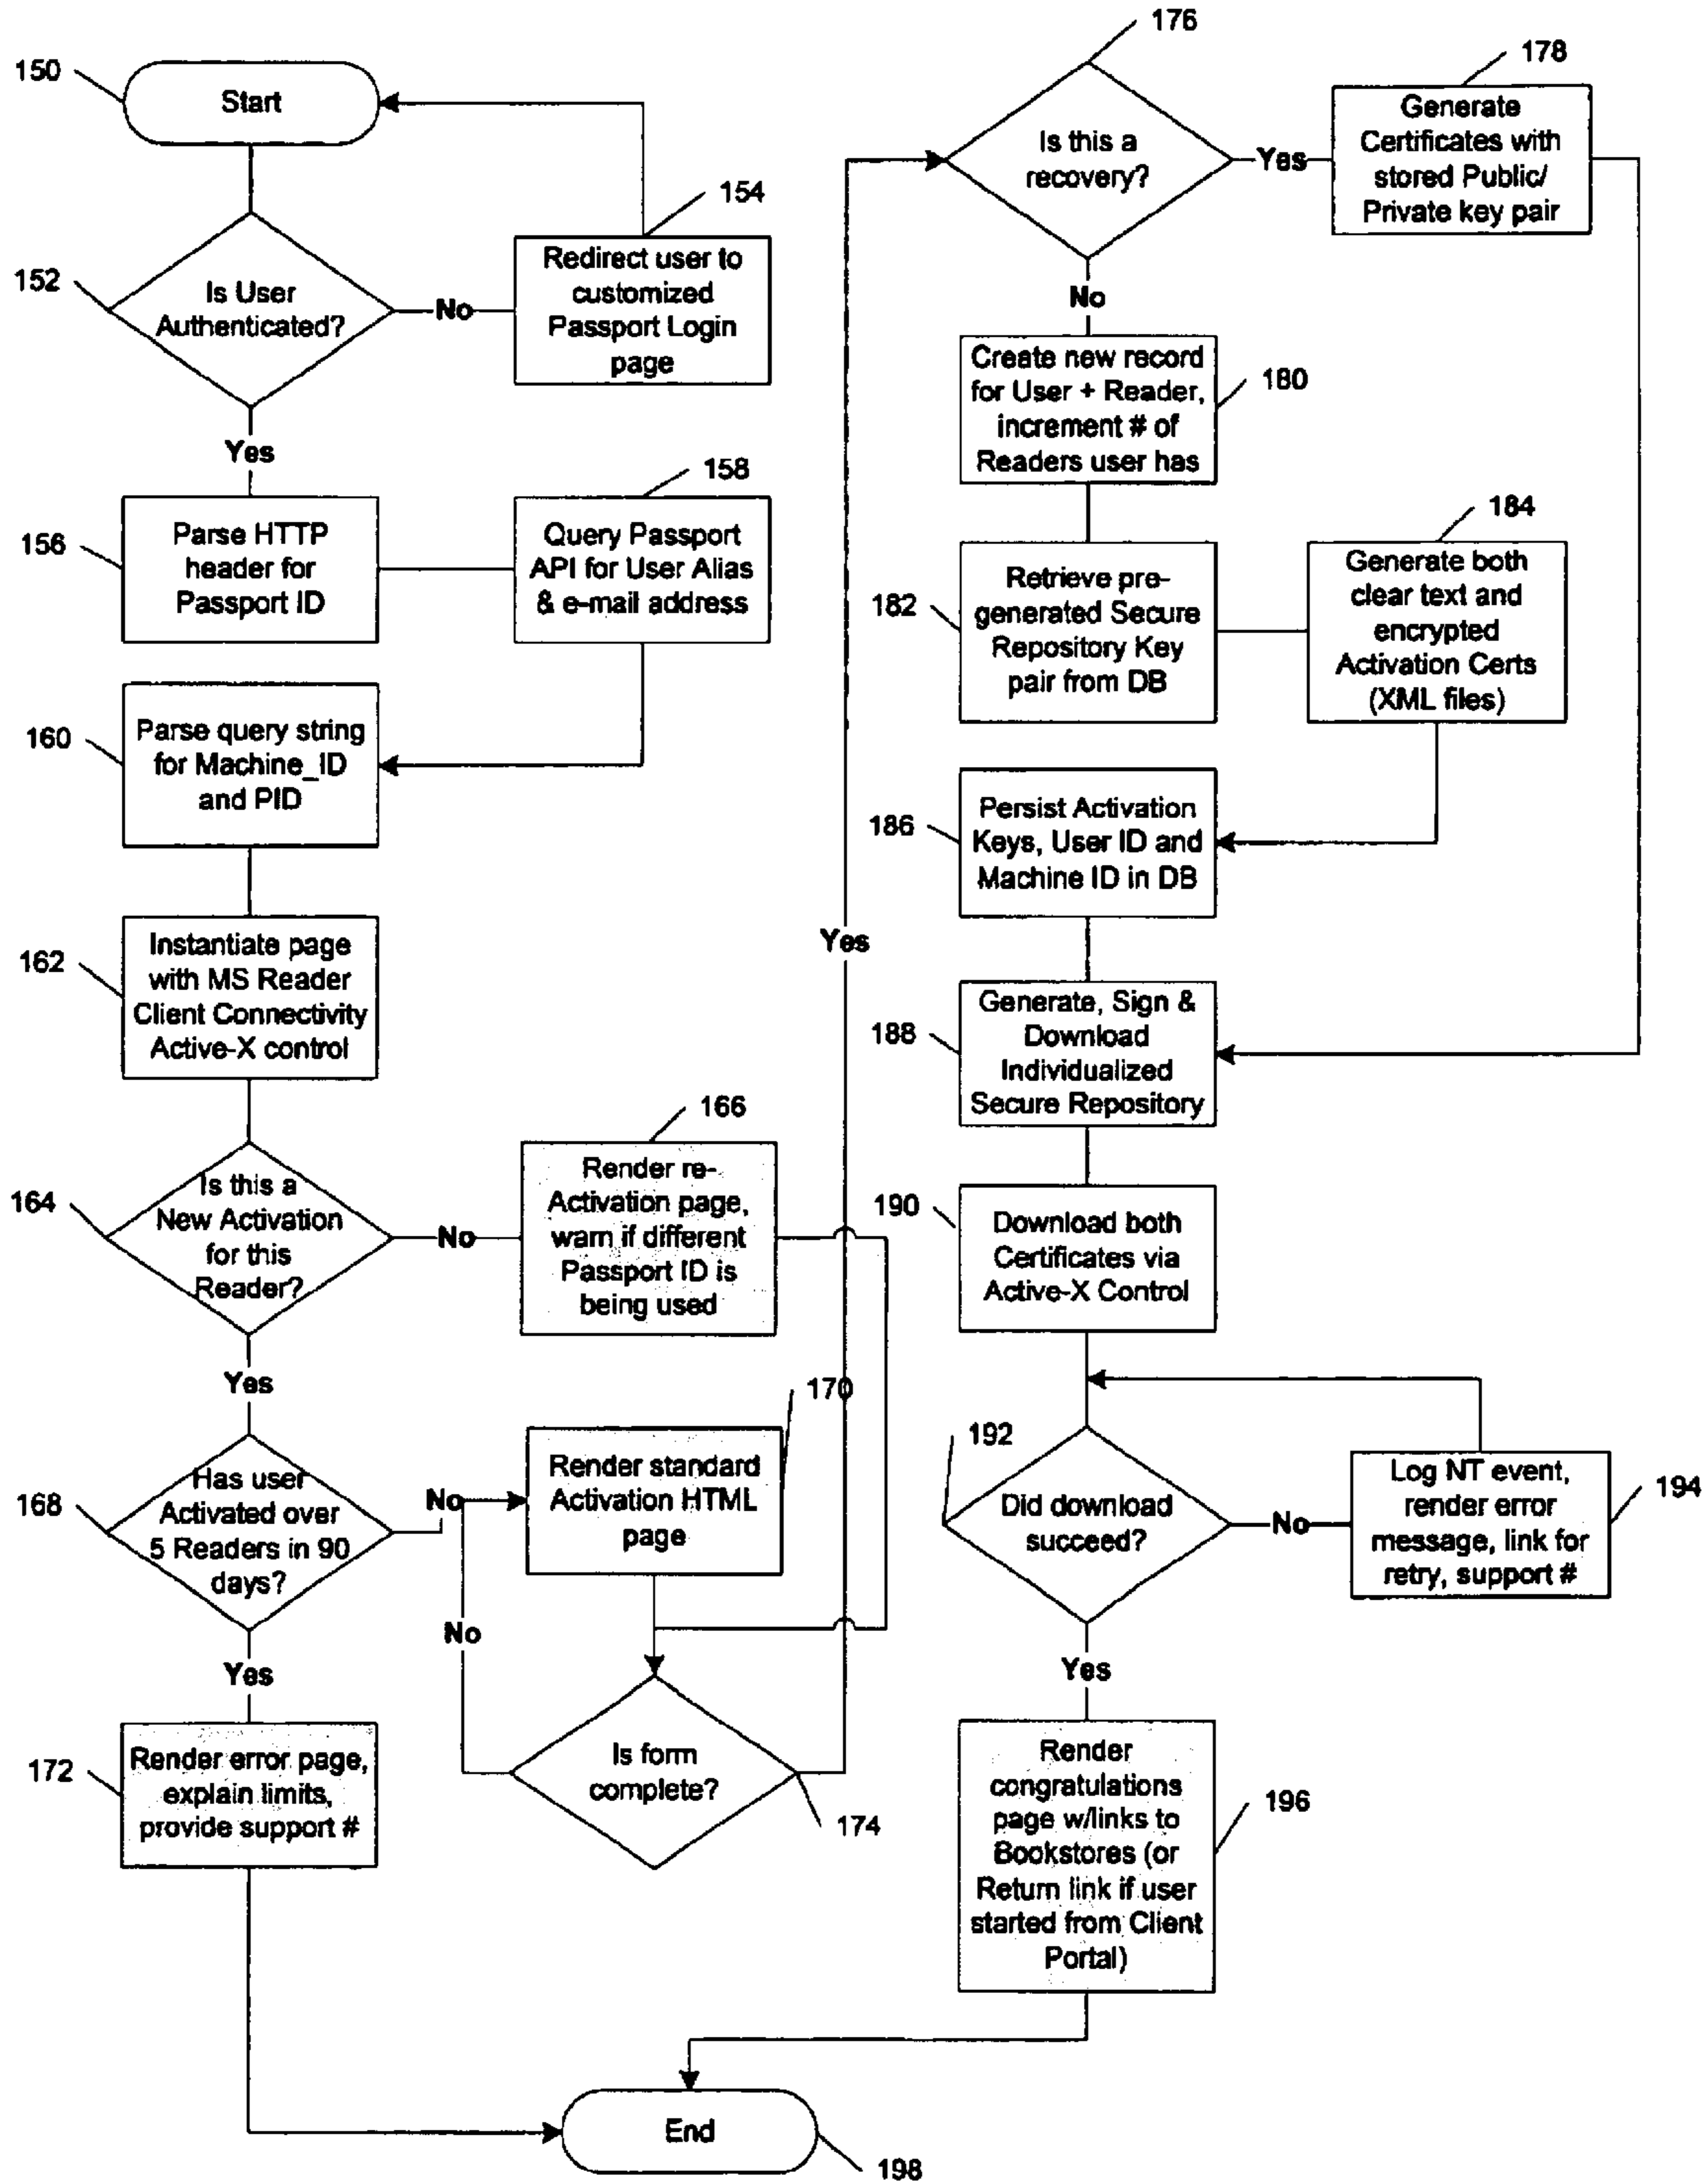 150
Start
152
Is User
Authenticated?
No
154
Redirect user to
customized
Passport Login
page
Yes
156
Parse HTTP
header for
Passport ID
158
Query Passport
API for User Alias
& e-mail address
160
Parse query string
for Machine_ID
and PID
162
Instantiate page
with MS Reader
Client Connectivity
Active-X control
164
Is this a
New Activation
for this
Reader?
No
166
Render re-
Activation page,
warn if different
Passport ID is
being used
Yes
168
Has user
Activated over
5 Readers in 90
days?
No
170
Render standard
Activation HTML
page
No
Yes
172
Render error page,
explain limits,
provide support #
Is form
complete?
174
Yes
176
Is this a
recovery?
Yes
178
Generate
Certificates with
stored Public/
Private key pair
No
Create new record
for User + Reader,
increment # of
Readers user has
180
182
Retrieve pre-
generated Secure
Repository Key
pair from DB
184
Generate both
clear text and
encrypted
Activation Certs
(XML files)
186
Persist Activation
Keys, User ID and
Machine ID in DB
188
Generate, Sign &
Download
Individualized
Secure Repository
190
Download both
Certificates via
Active-X Control
192
Did download
succeed?
No
Log NT event,
render error
message, link for
retry, support #
194
Yes
Render
congratulations
page w/links to
Bookstores (or
Return link if user
started from Client
Portal)
196
End
198